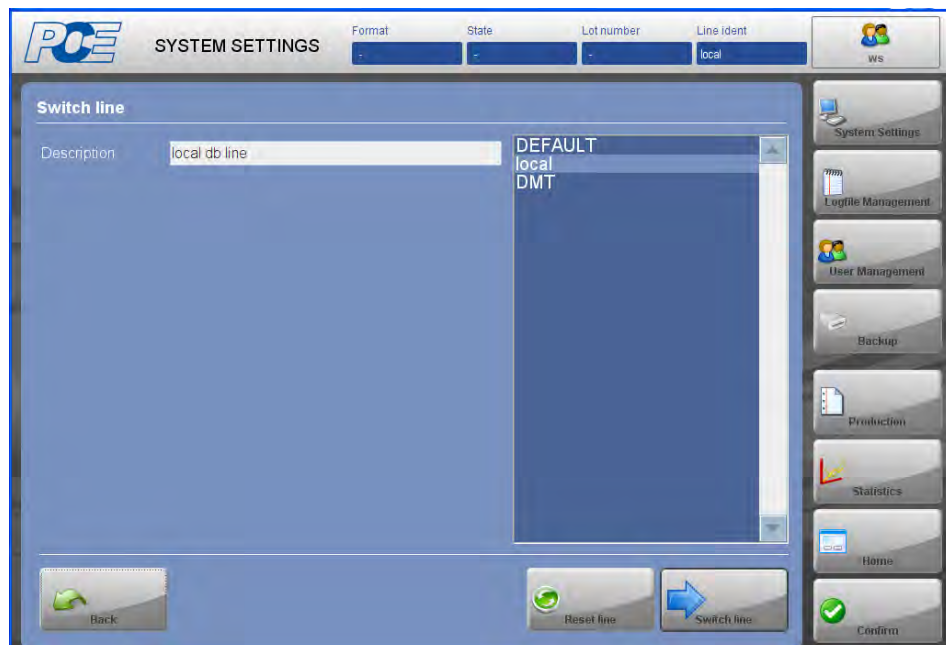 PCE
SYSTEM SETTINGS
Format
State
Lot number
Line ident
-
-
-
local
ws
Switch line
Description
local db line
DEFAULT
local
DMT
System Settings
Logfile Management
User Management
Backup
Production
Statistics
Home
Confirm
Back
Reset line
Switch line